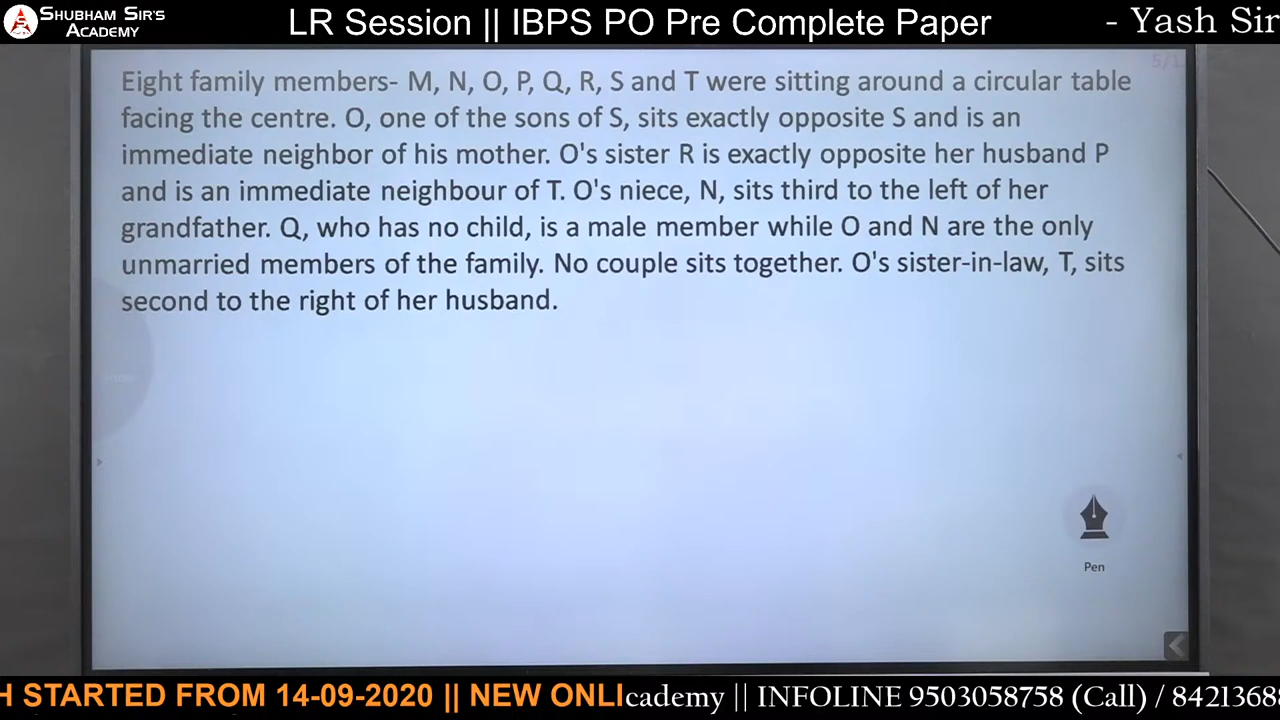 SHUBHAM SIR'S
ACADEMY
LR Session || IBPS PO Pre Complete Paper
- Yash Sir
5/1
Eight family members- M, N, O, P, Q, R, S and T were sitting around a circular table
facing the centre. O, one of the sons of S, sits exactly opposite S and is an
immediate neighbor of his mother. O's sister R is exactly opposite her husband P
and is an immediate neighbour of T. O's niece, N, sits third to the left of her
grandfather. Q, who has no child, is a male member while O and N are the only
unmarried members of the family. No couple sits together. O's sister-in-law, T, sits
second to the right of her husband.
Pen
H STARTED FROM 14-09-2020 || NEW ONLI
cademy || INFOLINE 9503058758 (Call) / 8421368